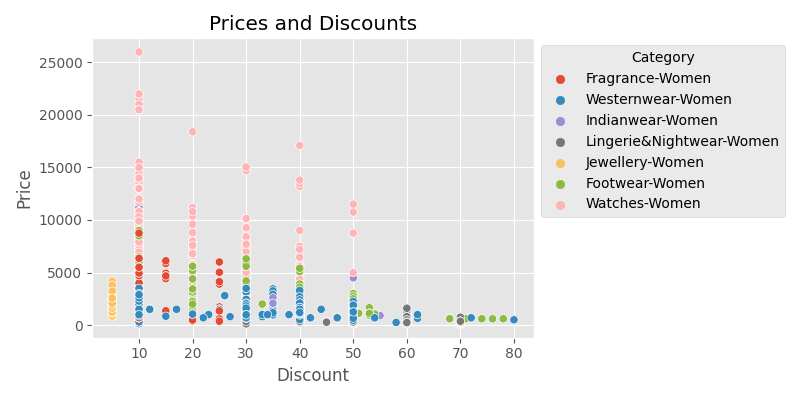 Prices and Discounts
Price
25000
20000
15000
10000
5000
0
10
20
30
40
50
60
70
80
Discount
Category
Fragrance-Women
Westernwear-Women
Indianwear-Women
Lingerie&Nightwear-Women
Jewellery-Women
Footwear-Women
Watches-Women